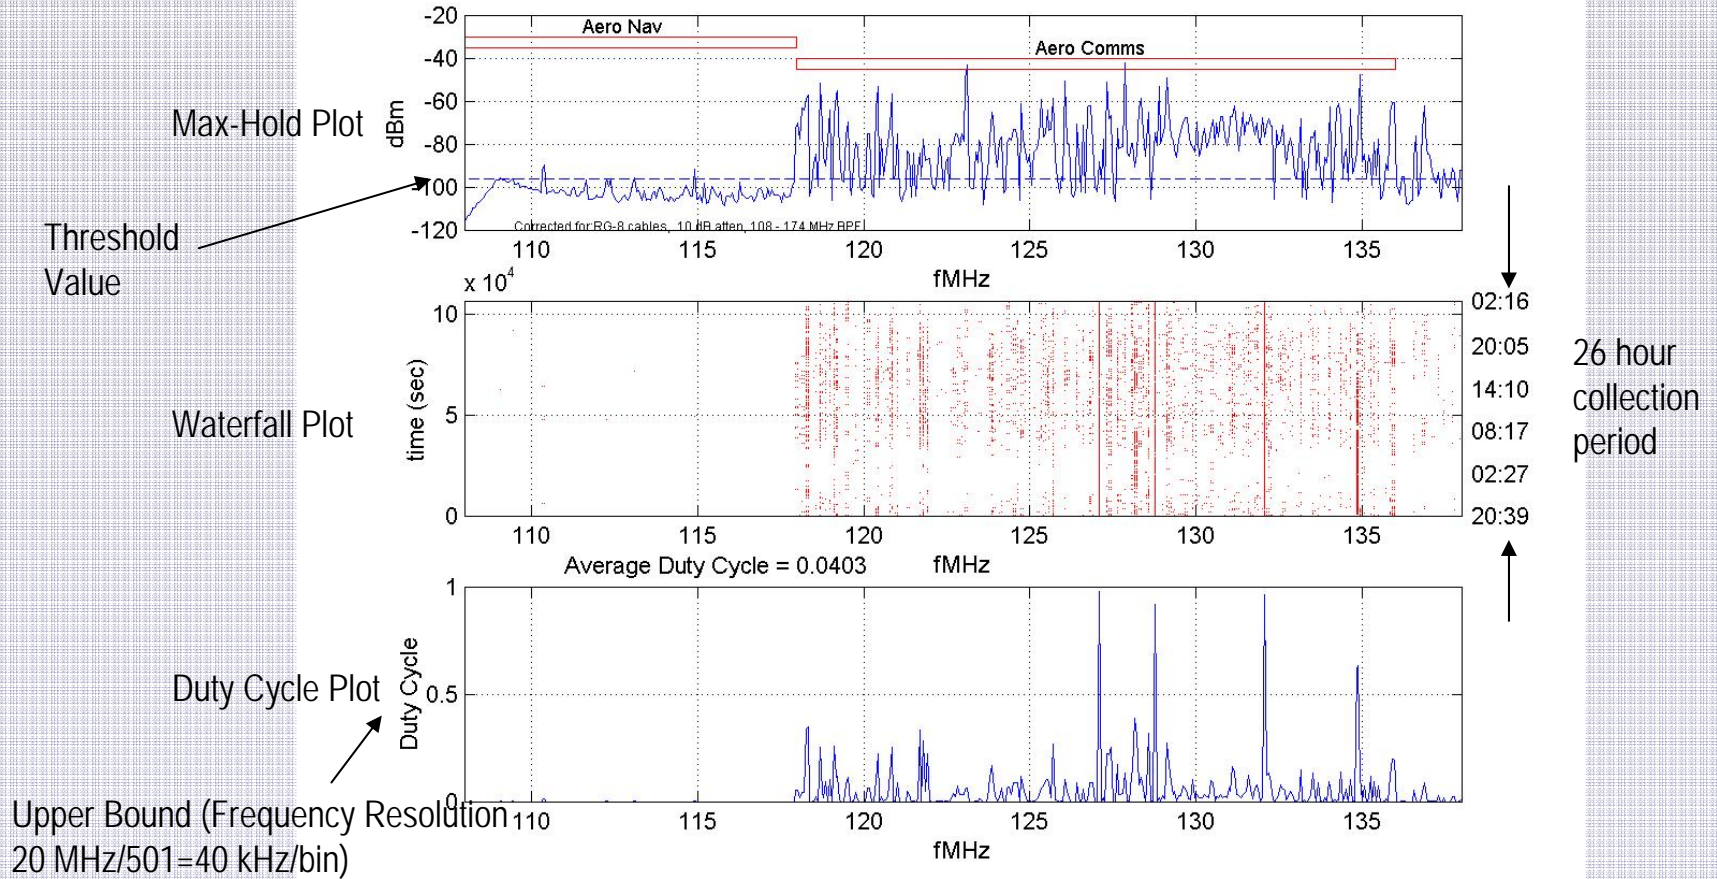 -20
Aero Nav
-40
Aero Comms
-60
Max-Hold Plot
dBm
-80
-100
Threshold
Value
-120
Corrected for RG-8 cables, 10 dB atten, 108 - 174 MHz BPF
110 115 120 125 130 135
fMHz
x 10^4
10
5
0
time (sec)
Waterfall Plot
02:16
20:05
14:10
08:17
02:27
20:39
26 hour
collection
period
110 115 120 125 130 135
fMHz
Average Duty Cycle = 0.0403
1
0.5
0
Duty Cycle
Duty Cycle Plot
110 115 120 125 130 135
fMHz
Upper Bound (Frequency Resolution
20 MHz/501=40 kHz/bin)